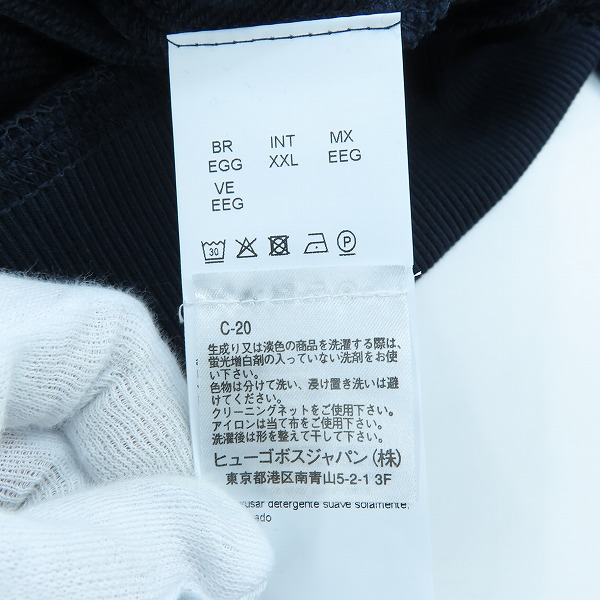 BR INT MX
EGG XXL EEG
VE
EEG
30 P
C-20
生成り又は淡色の商品を洗濯する際は、
蛍光増白剤の入っていない洗剤をお使
い下さい。
色物は分けて洗い、浸け置き洗いは避
けてください。
クリーニングネットをご使用下さい。
アイロンは当て布をご使用下さい。
洗濯後は形を整えて干して下さい。
ヒューゴボスジャパン(株)
東京都港区南青山5-2-1 3F
usar detergente suave solamente,
ado